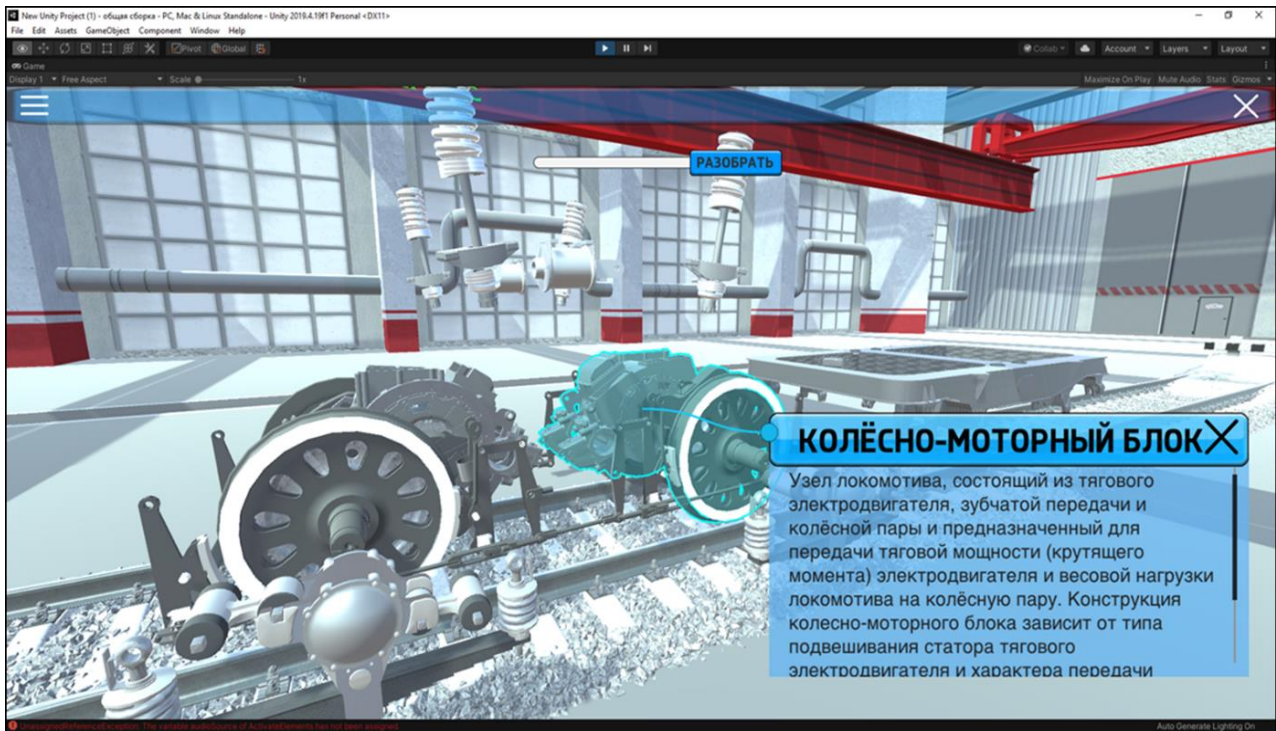 New Unity Project (1) - общая сборка - PC, Mac & Linux Standalone - Unity 2019.4.19f1 Personal <DX11>
File Edit Assets GameObject Component Window Help
Pivot Global Collab Account Layers Layout
Game
Display 1 Free Aspect Scale 1x Maximize On Play Mute Audio Stats Gizmos
РАЗОБРАТЬ
КОЛЁСНО-МОТОРНЫЙ БЛОК
Узел локомотива, состоящий из тягового
электродвигателя, зубчатой передачи и
колёсной пары и предназначенный для
передачи тяговой мощности (крутящего
момента) электродвигателя и весовой нагрузки
локомотива на колёсную пару. Конструкция
колесно-моторного блока зависит от типа
подвешивания статора тягового
электродвигателя и характера передачи
UnassignedReferenceException: The variable audioSource of ActivateElements has not been assigned.
Auto Generate Lighting On